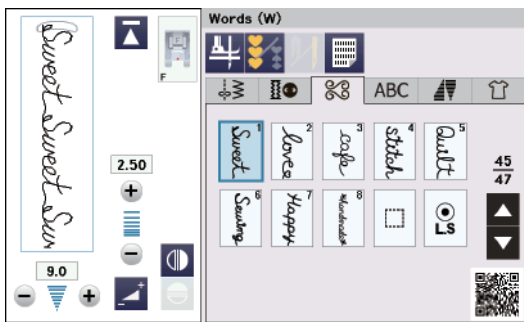 Sweet Sweet Swe
F
2.50
9.0
Words (W)
ABC
1 Sweet
2 love
3 cafe
4 stitch
5 Quilt
6 Sewing
7 Happy
8 #handmade#
L.S
45
47